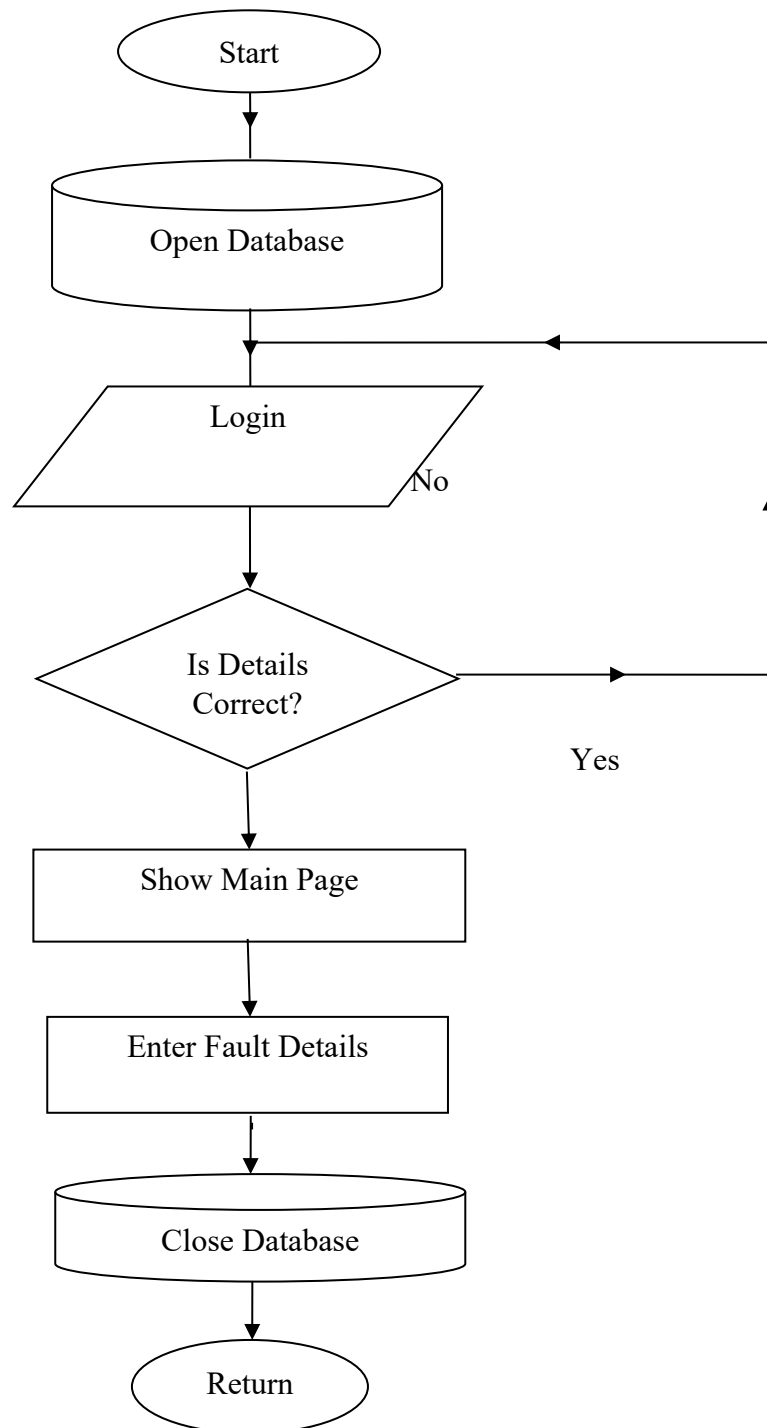 Start
Open Database
Login
No
Is Details
Correct?
Yes
Show Main Page
Enter Fault Details
Close Database
Return